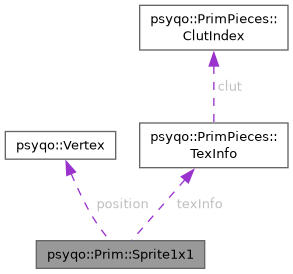 psyqo::PrimPieces::
ClutIndex
clut
psyqo::Vertex
psyqo::PrimPieces::
TexInfo
position
texInfo
psyqo::Prim::Sprite1x1